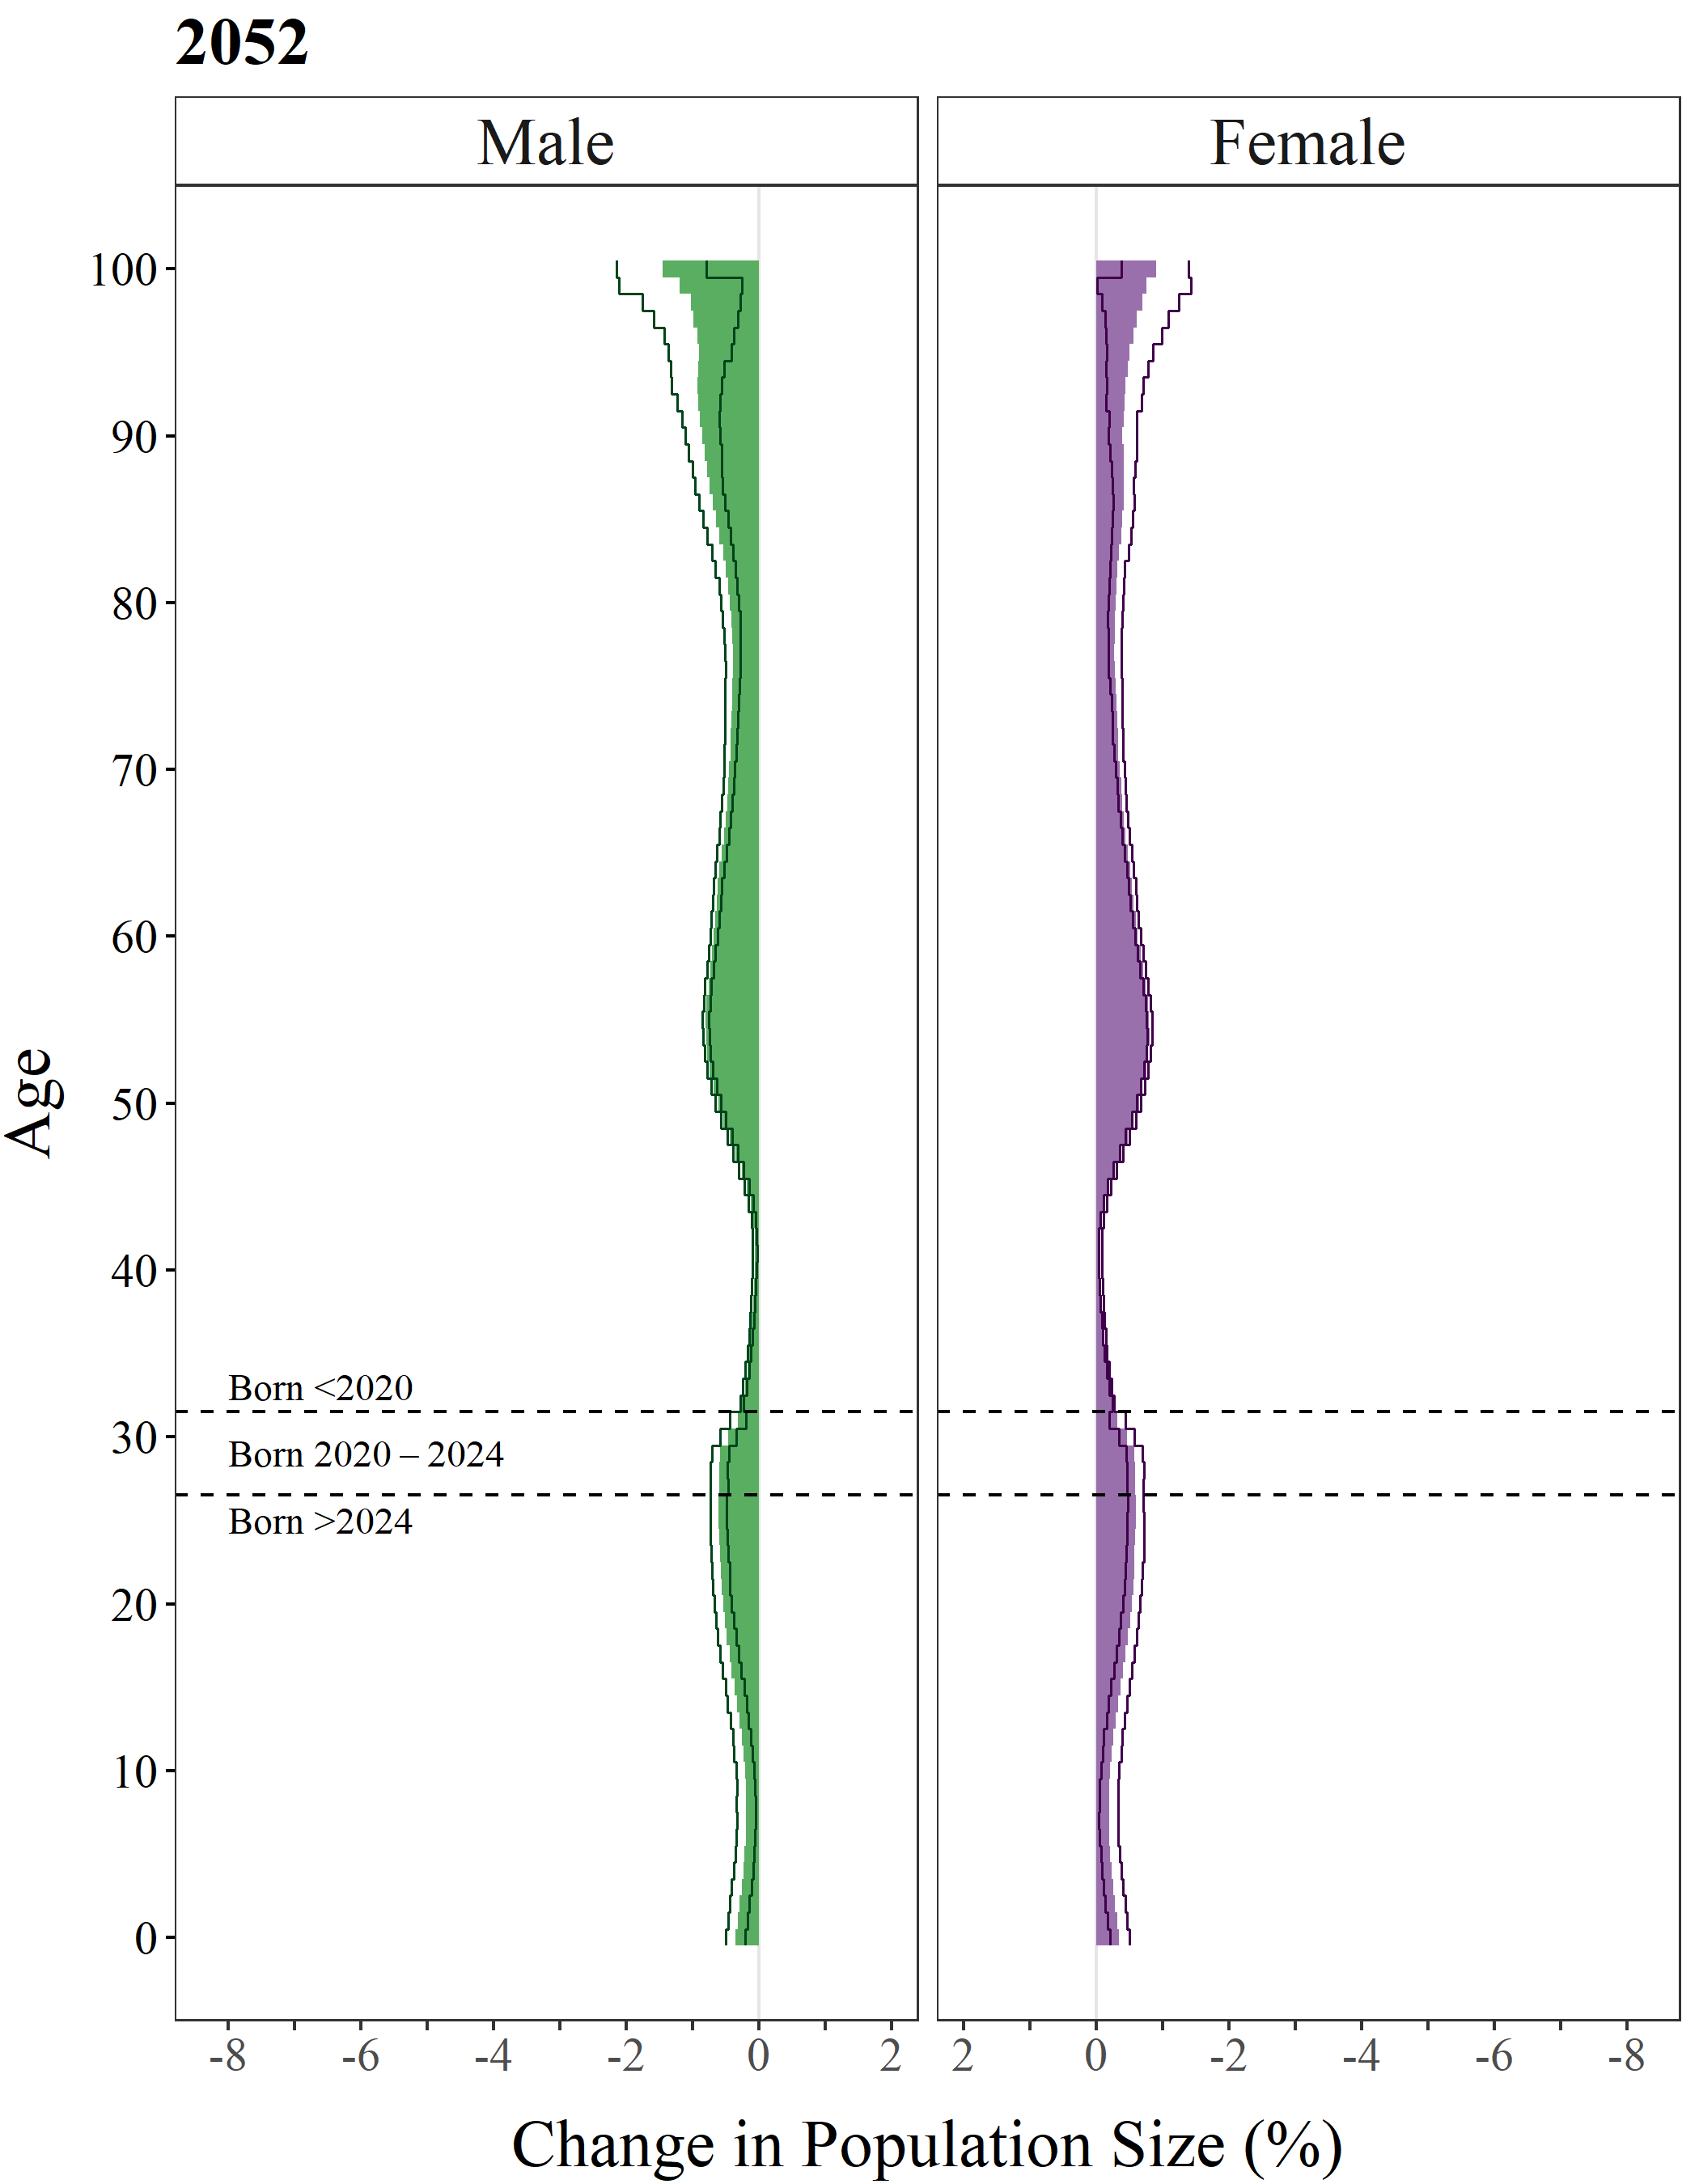 2052
Male
Female
100
90
80
70
60
50
40
30
20
10
0
Age
Born <2020
Born 2020 – 2024
Born >2024
-8 -6 -4 -2 0 2
2 0 -2 -4 -6 -8
Change in Population Size (%)